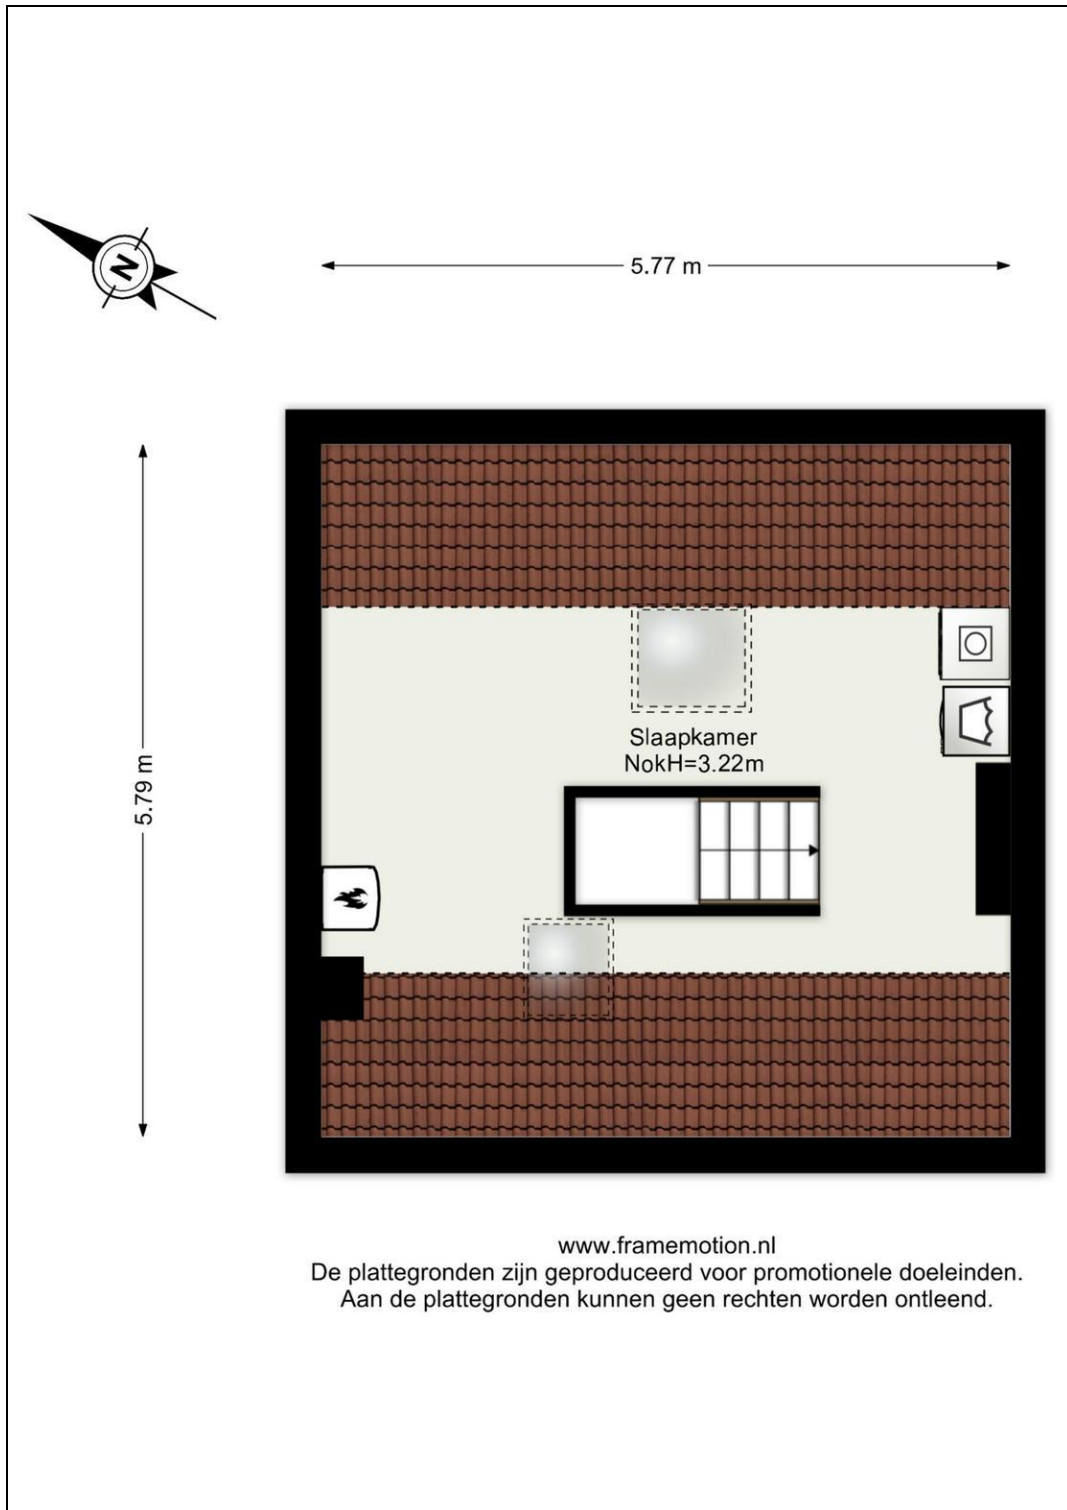 N
5.77 m
5.79 m
Slaapkamer
NokH=3.22m
www.framemotion.nl
De plattegronden zijn geproduceerd voor promotionele doeleinden.
Aan de plattegronden kunnen geen rechten worden ontleend.